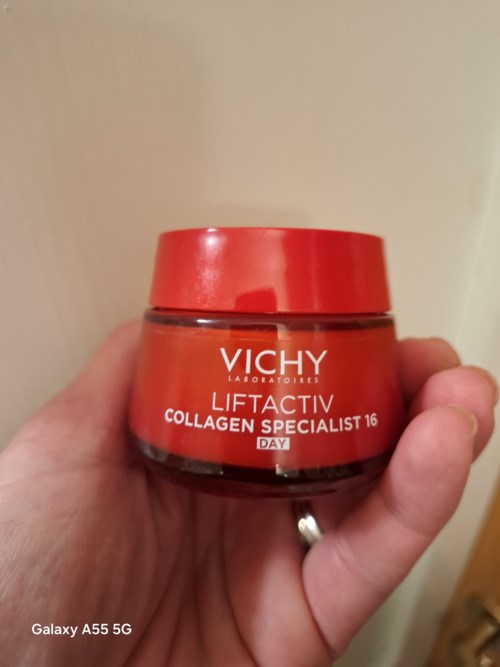 VICHY
LABORATOIRES
LIFTACTIV
COLLAGEN SPECIALIST 16
DAY
Galaxy A55 5G